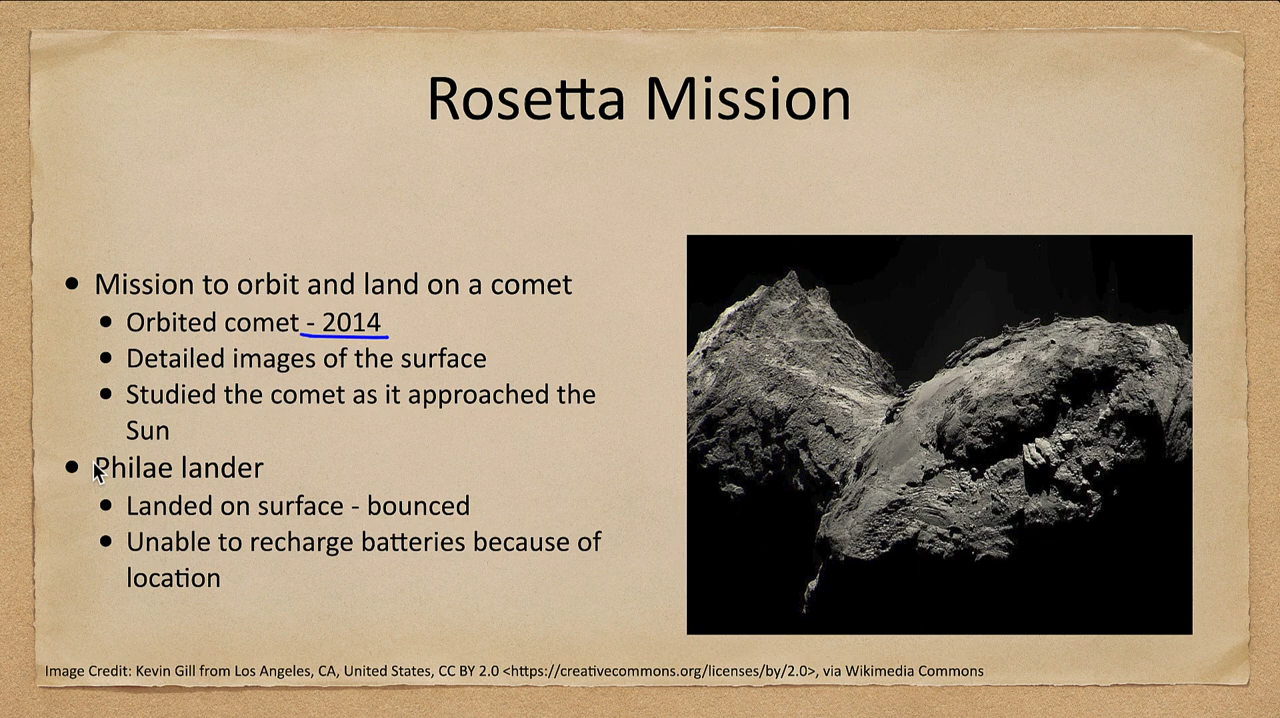 Rosetta Mission
• Mission to orbit and land on a comet
• Orbited comet - 2014
• Detailed images of the surface
• Studied the comet as it approached the
Sun
• Philae lander
• Landed on surface - bounced
• Unable to recharge batteries because of
location
Image Credit: Kevin Gill from Los Angeles, CA, United States, CC BY 2.0 <https://creativecommons.org/licenses/by/2.0>, via Wikimedia Commons